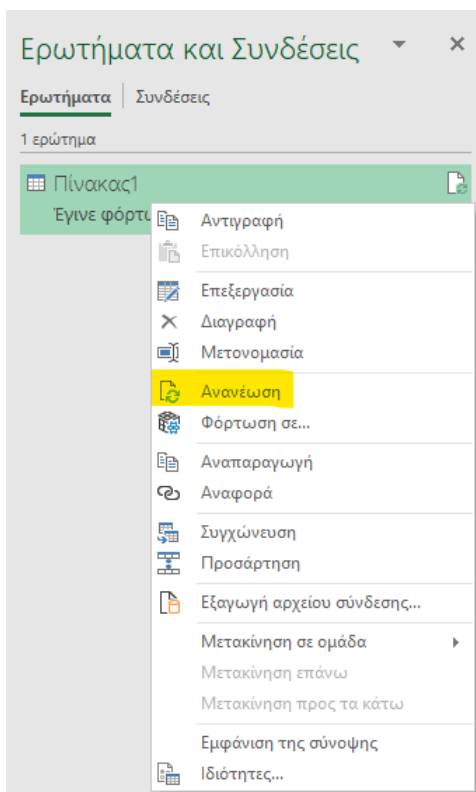 Ερωτήματα και Συνδέσεις
Ερωτήματα Συνδέσεις
1 ερώτημα
Πίνακας1
Έγινε φόρτω
Αντιγραφή
Επικόλληση
Επεξεργασία
Διαγραφή
Μετονομασία
Ανανέωση
Φόρτωση σε...
Αναπαραγωγή
Αναφορά
Συγχώνευση
Προσάρτηση
Εξαγωγή αρχείου σύνδεσης...
Μετακίνηση σε ομάδα
Μετακίνηση επάνω
Μετακίνηση προς τα κάτω
Εμφάνιση της σύνοψης
Ιδιότητες...